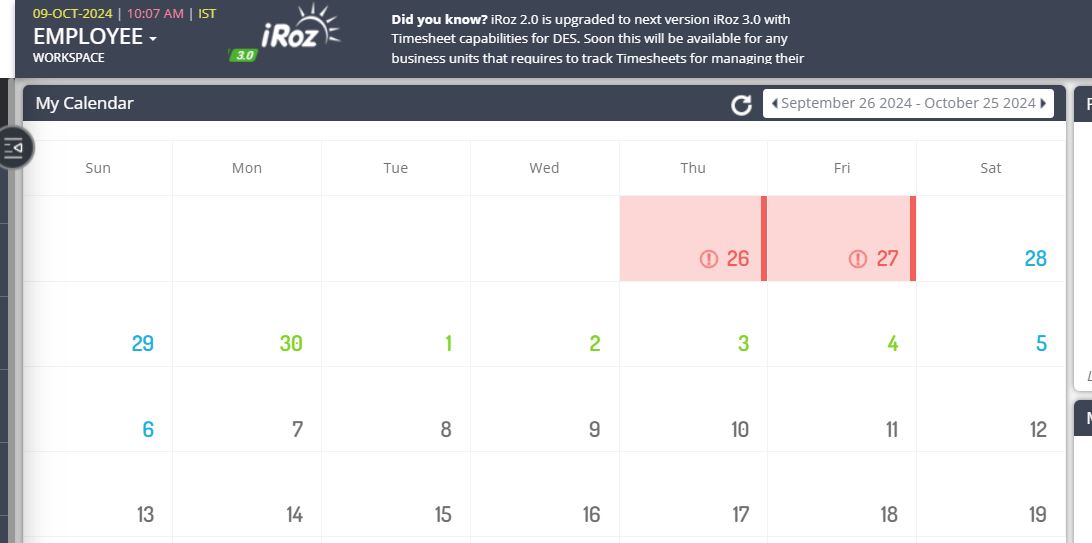 09-OCT-2024 | 10:07 AM | IST
EMPLOYEE
WORKSPACE
3.0
iRoz
Did you know? iRoz 2.0 is upgraded to next version iRoz 3.0 with
Timesheet capabilities for DES. Soon this will be available for any
business units that requires to track Timesheets for managing their
My Calendar
September 26 2024 - October 25 2024
Sun Mon Tue Wed Thu Fri Sat
26 27 28
29 30 1 2 3 4 5
6 7 8 9 10 11 12
13 14 15 16 17 18 19